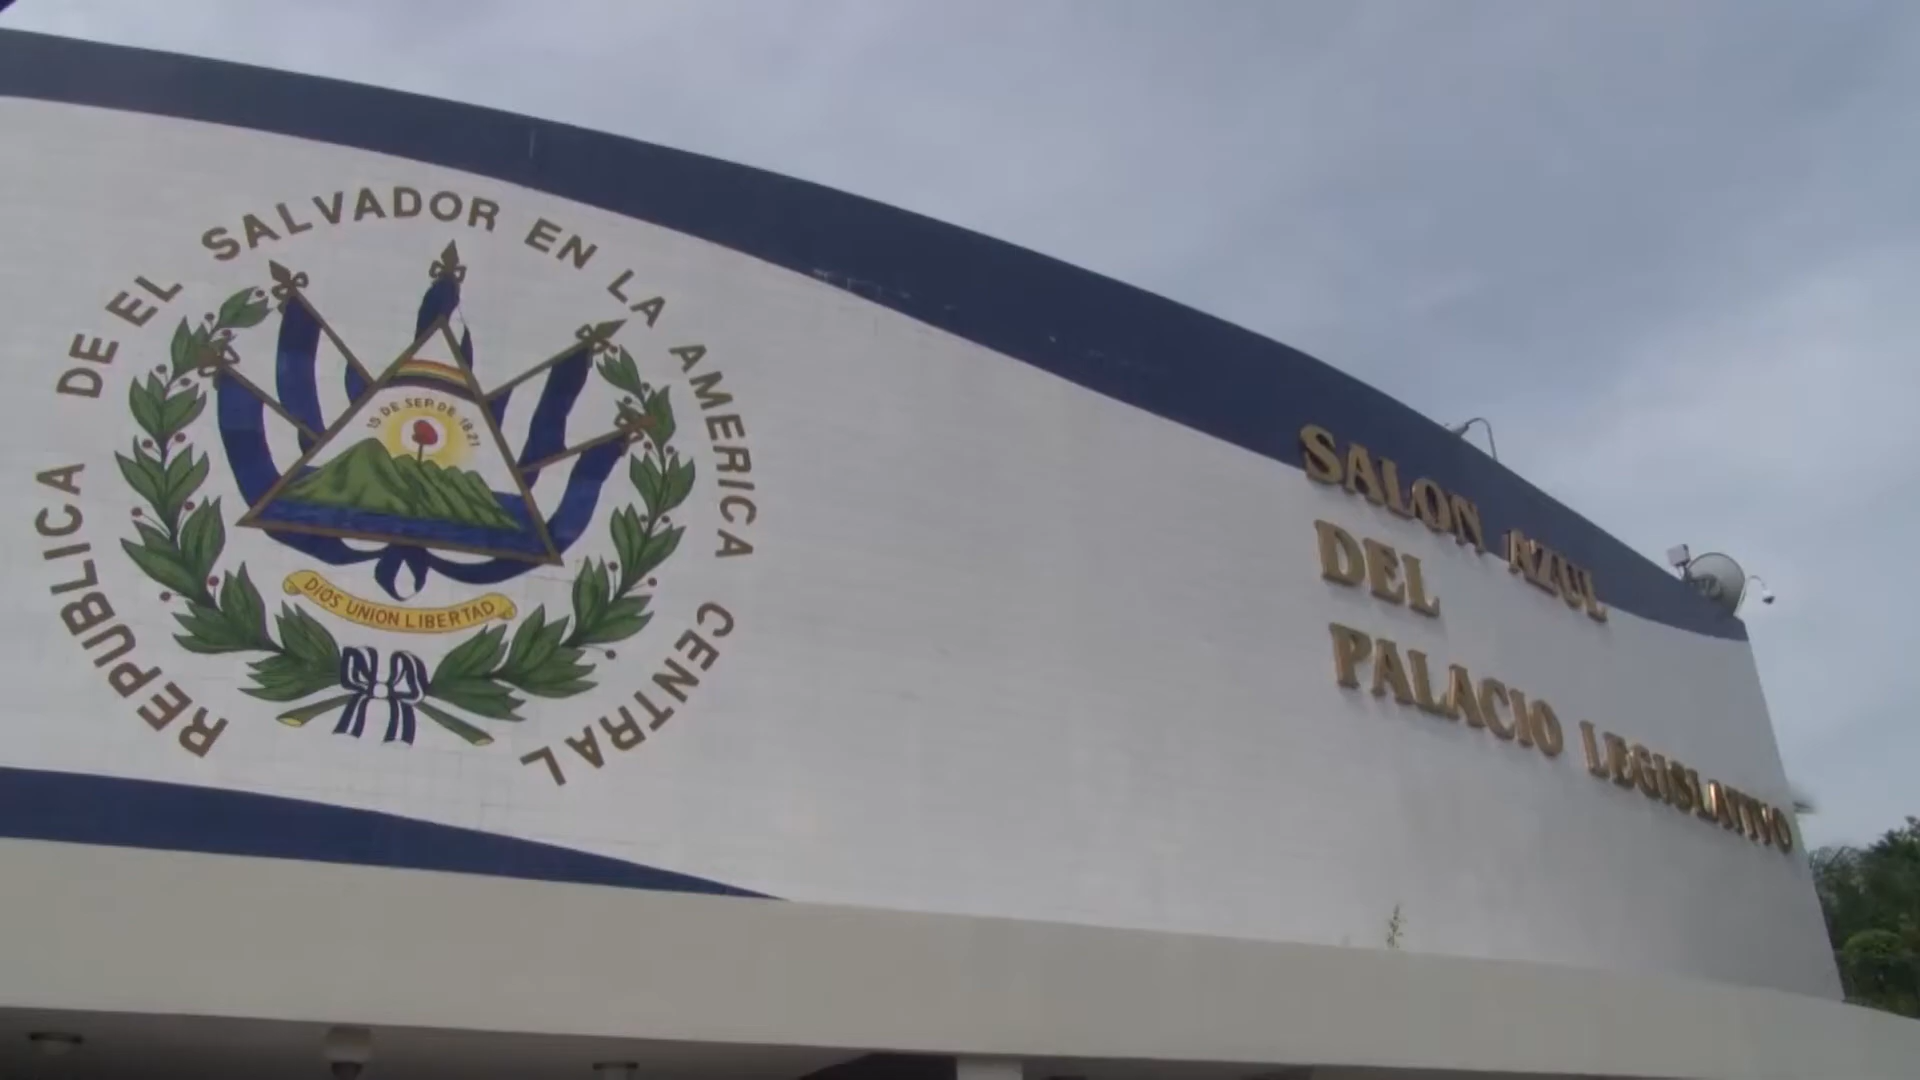 REPUBLICA DE EL SALVADOR EN LA AMERICA CENTRAL
15 DE SEP. DE 1821
DIOS UNION LIBERTAD
SALON AZUL
DEL
PALACIO LEGISLATIVO